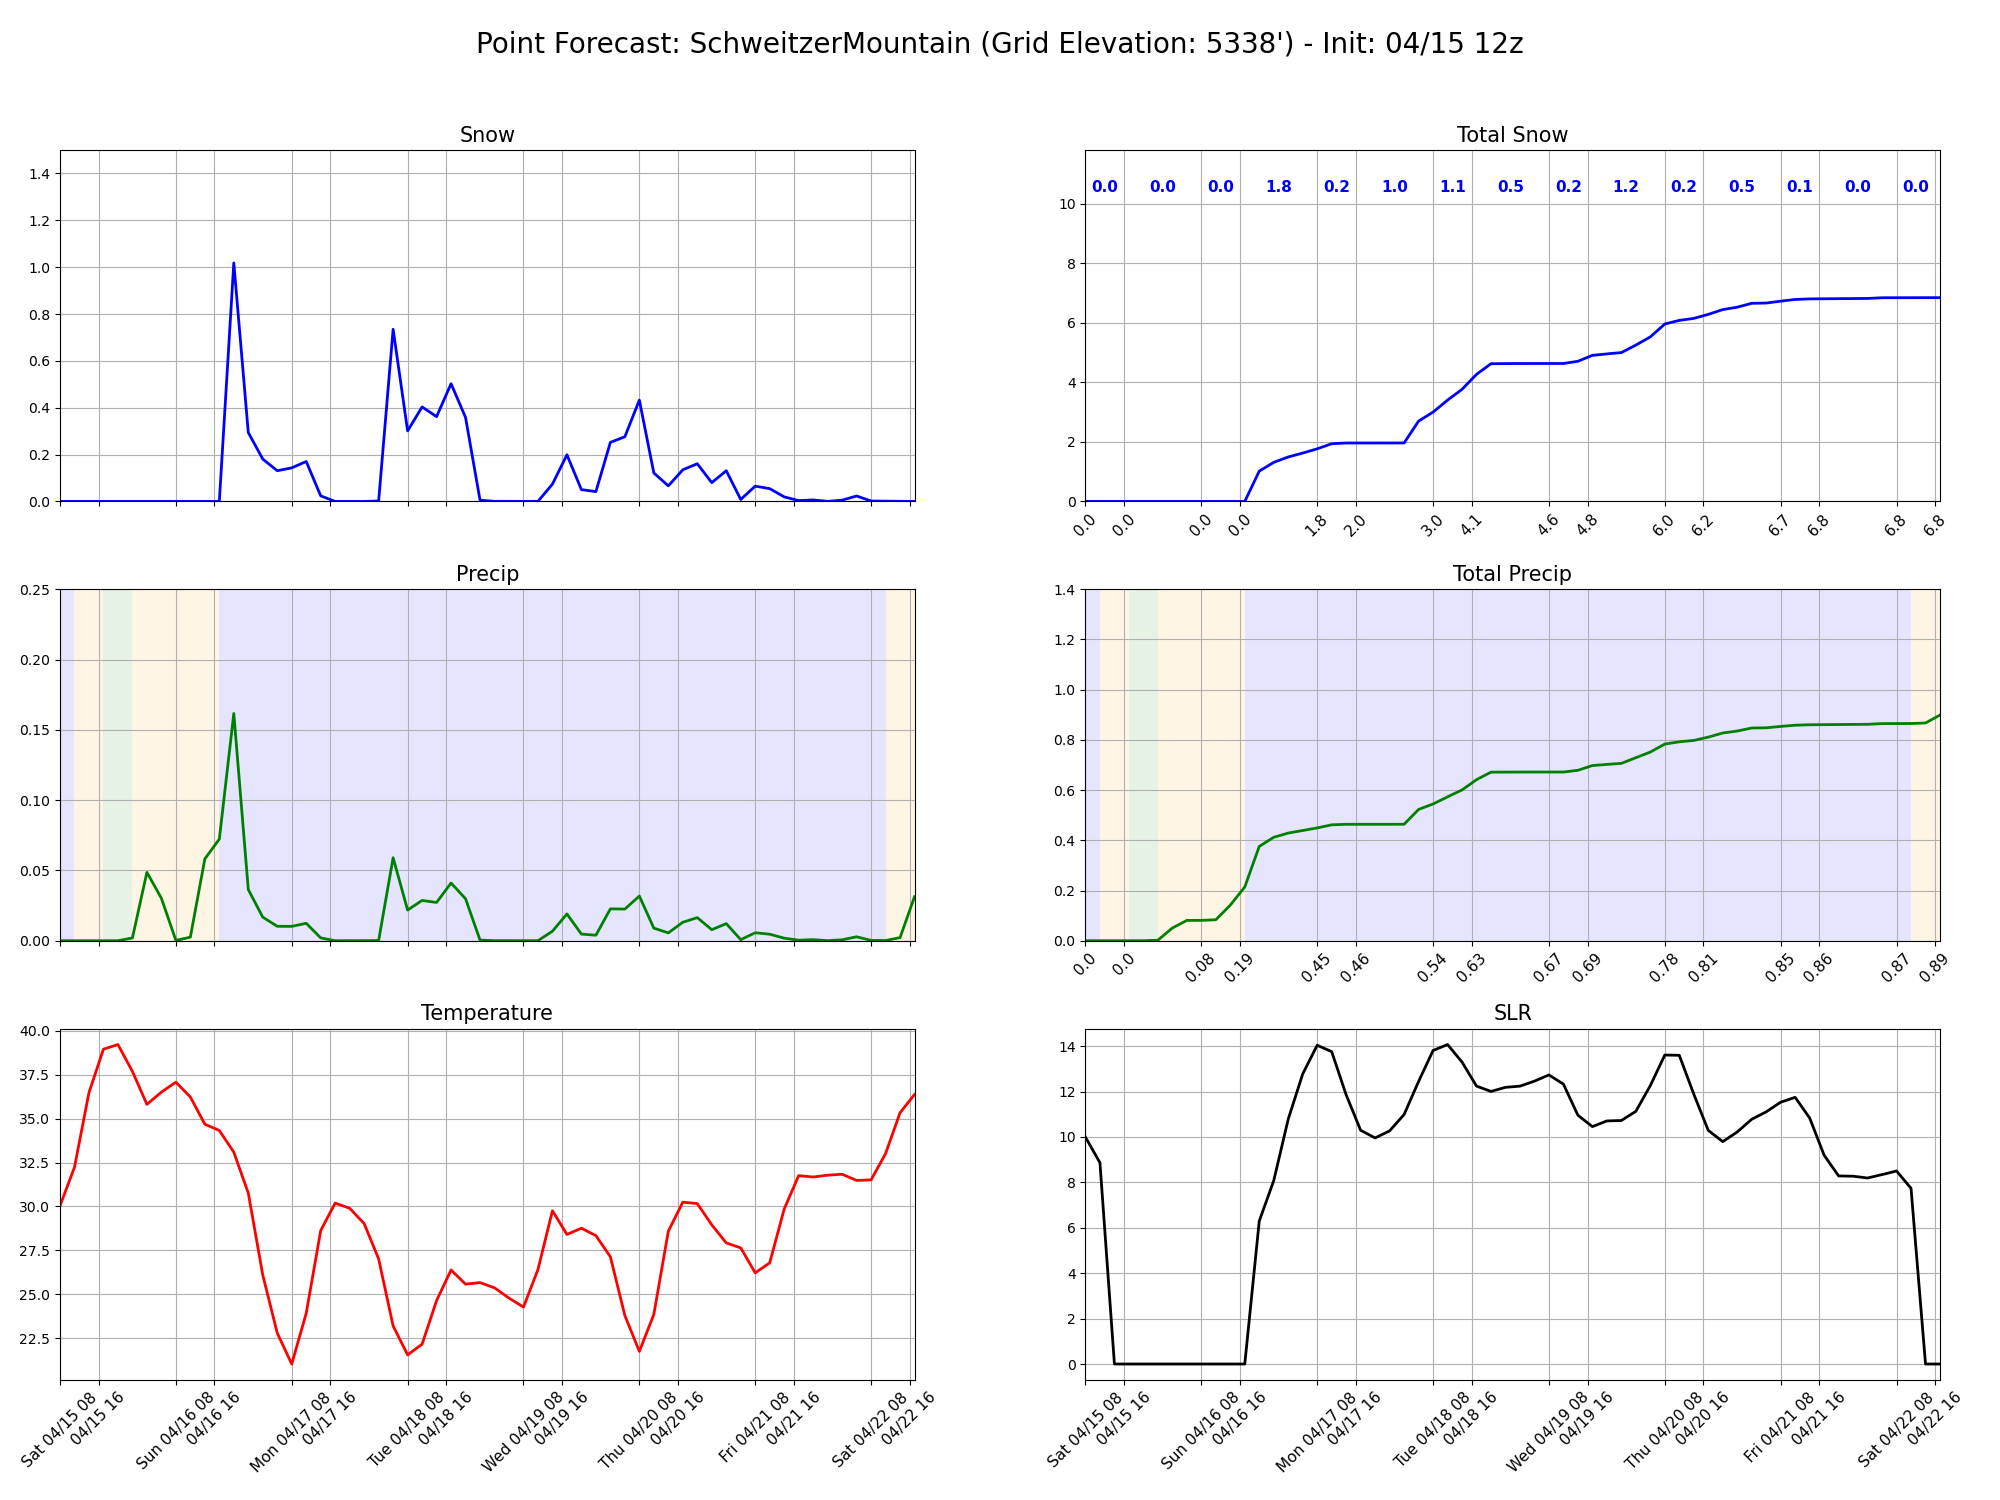 Point Forecast: SchweitzerMountain (Grid Elevation: 5338') - Init: 04/15 12z
Snow
1.4
1.2
1.0
0.8
0.6
0.4
0.2
0.0
Total Snow
0.0 0.0 0.0 1.8 0.2 1.0 1.1 0.5 0.2 1.2 0.2 0.5 0.1 0.0 0.0
10
8
6
4
2
0
0.0 0.0 0.0 0.0 1.8 2.0 3.0 4.1 4.6 4.8 6.0 6.2 6.7 6.8 6.8 6.8
Precip
0.25
0.20
0.15
0.10
0.05
0.00
Total Precip
1.4
1.2
1.0
0.8
0.6
0.4
0.2
0.0
0.0 0.0 0.08 0.19 0.45 0.46 0.54 0.63 0.67 0.69 0.78 0.81 0.85 0.86 0.87 0.89
Temperature
40.0
37.5
35.0
32.5
30.0
27.5
25.0
22.5
Sat 04/15 08
04/15 16
Sun 04/16 08
04/16 16
Mon 04/17 08
04/17 16
Tue 04/18 08
04/18 16
Wed 04/19 08
04/19 16
Thu 04/20 08
04/20 16
Fri 04/21 08
04/21 16
Sat 04/22 08
04/22 16
SLR
14
12
10
8
6
4
2
0
Sat 04/15 08
04/15 16
Sun 04/16 08
04/16 16
Mon 04/17 08
04/17 16
Tue 04/18 08
04/18 16
Wed 04/19 08
04/19 16
Thu 04/20 08
04/20 16
Fri 04/21 08
04/21 16
Sat 04/22 08
04/22 16